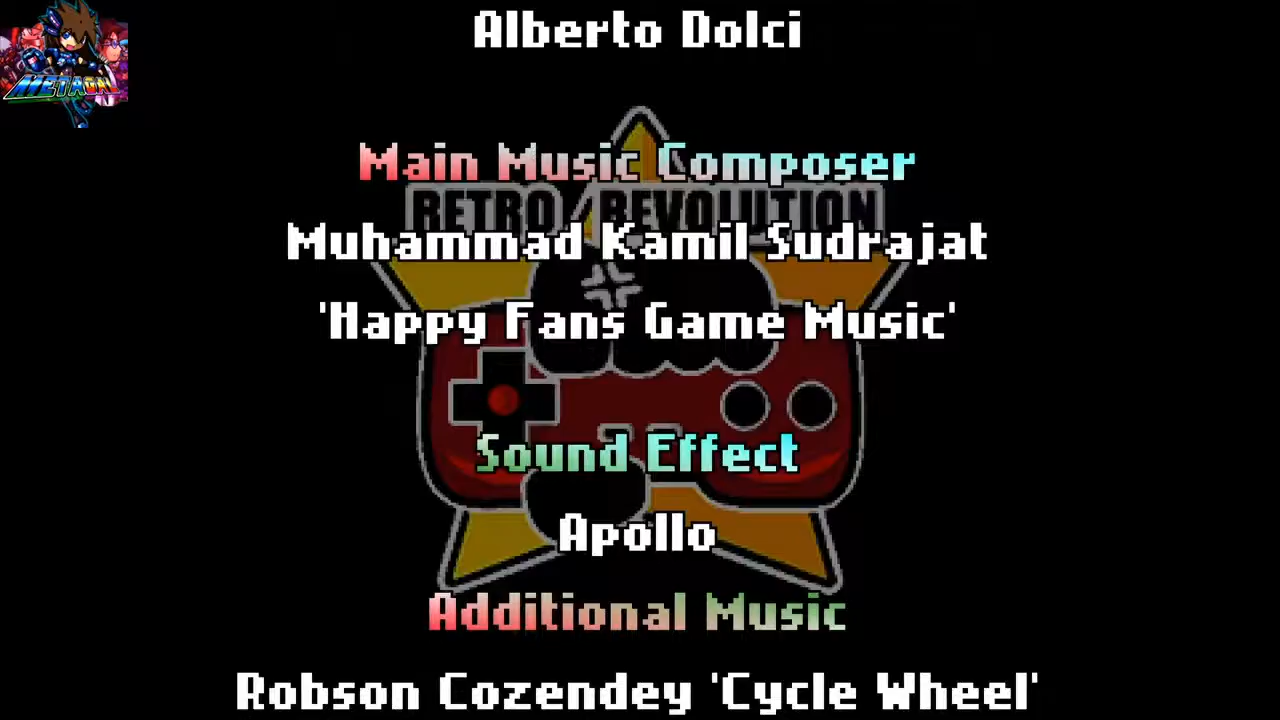 METAGAL
Alberto Dolci
Main Music Composer
RETRO REVOLUTION
Muhammad Kamil Sudrajat
'Happy Fans Game Music'
Sound Effect
Apollo
Additional Music
Robson Cozendey 'Cycle Wheel'